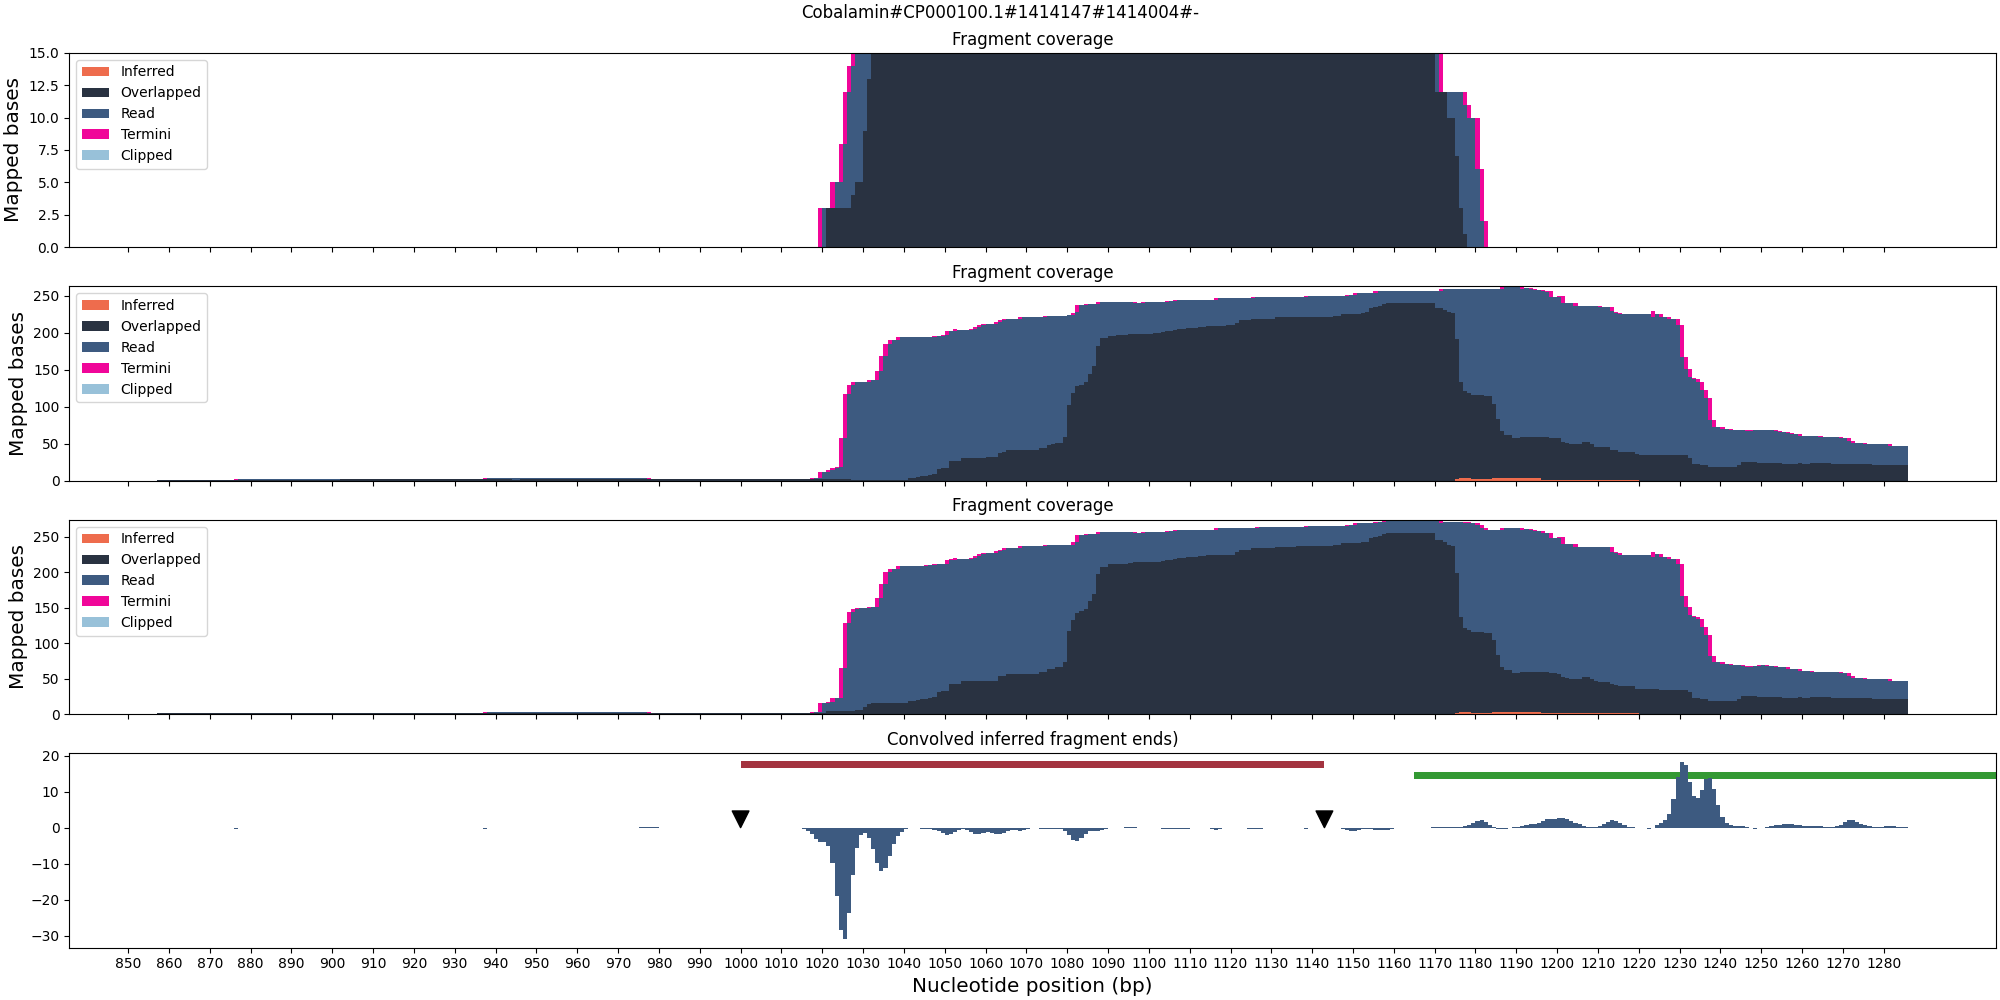 Cobalamin#CP000100.1#1414147#1414004#-
Fragment coverage
Mapped bases
15.0
12.5
10.0
7.5
5.0
2.5
0.0
Inferred
Overlapped
Read
Termini
Clipped
Fragment coverage
Mapped bases
250
200
150
100
50
0
Inferred
Overlapped
Read
Termini
Clipped
Fragment coverage
Mapped bases
250
200
150
100
50
0
Inferred
Overlapped
Read
Termini
Clipped
Convolved inferred fragment ends)
20
10
0
−10
−20
−30
850 860 870 880 890 900 910 920 930 940 950 960 970 980 990 1000 1010 1020 1030 1040 1050 1060 1070 1080 1090 1100 1110 1120 1130 1140 1150 1160 1170 1180 1190 1200 1210 1220 1230 1240 1250 1260 1270 1280
Nucleotide position (bp)